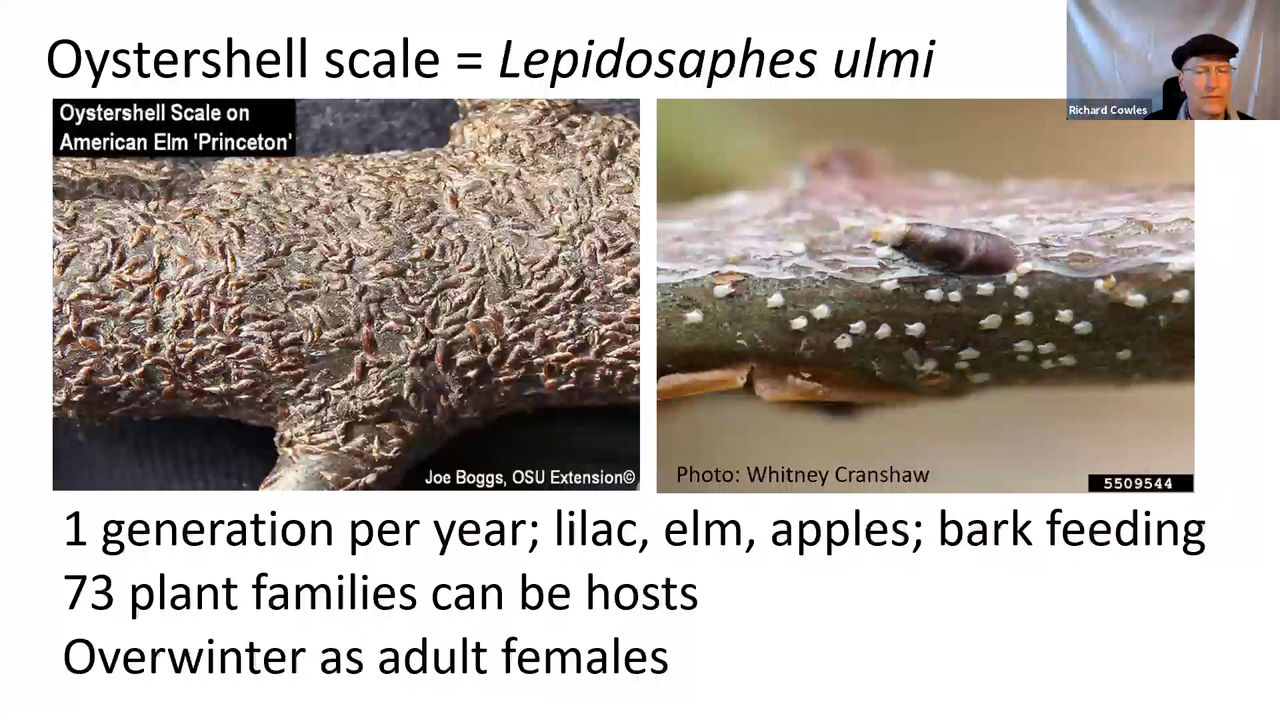 Oystershell scale = Lepidosaphes ulmi
Richard Cowles
Oystershell Scale on
American Elm 'Princeton'
Joe Boggs, OSU Extension©
Photo: Whitney Cranshaw
5509544
1 generation per year; lilac, elm, apples; bark feeding
73 plant families can be hosts
Overwinter as adult females